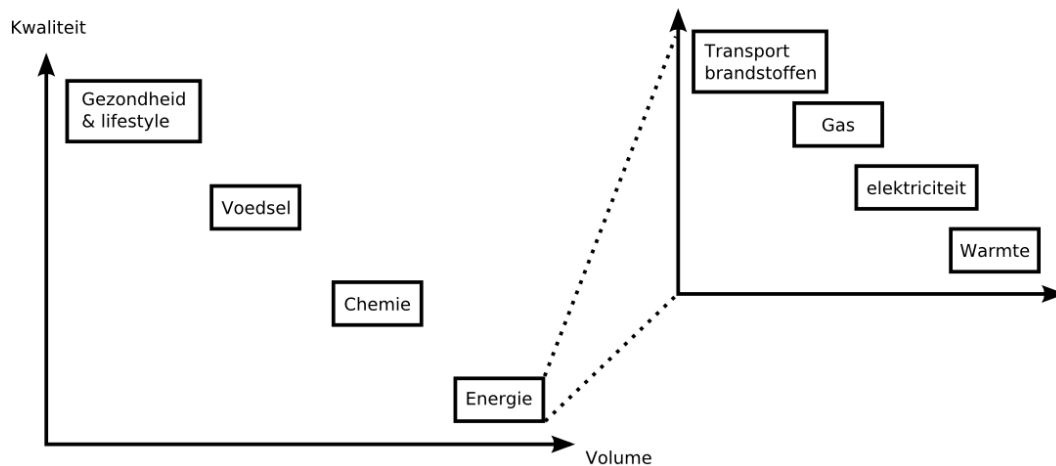 Kwaliteit
Gezondheid
& lifestyle
Voedsel
Chemie
Energie
Volume
Transport
brandstoffen
Gas
elektriciteit
Warmte